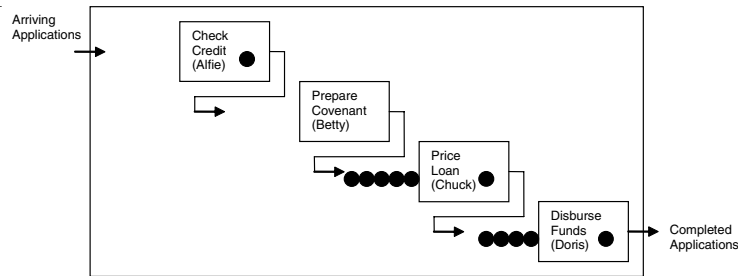 Arriving
Applications
Check
Credit
(Alfie)
Prepare
Covenant
(Betty)
Price
Loan
(Chuck)
Disburse
Funds
(Doris)
Completed
Applications